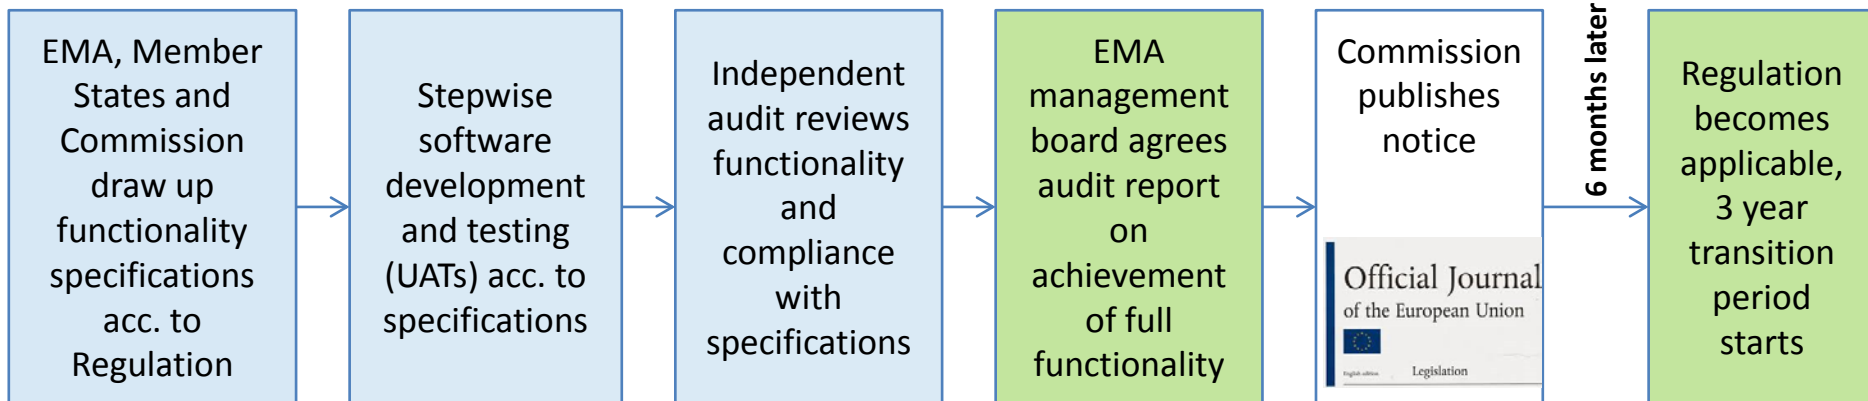 EMA, Member
States and
Commission
draw up
functionality
specifications
acc. to
Regulation
Stepwise
software
development
and testing
(UATs) acc. to
specifications
Independent
audit reviews
functionality
and
compliance
with
specifications
EMA
management
board agrees
audit report
on
achievement
of full
functionality
Commission
publishes
notice
Official Journal
of the European Union
English edition
Legislation
6 months later
Regulation
becomes
applicable,
3 year
transition
period
starts